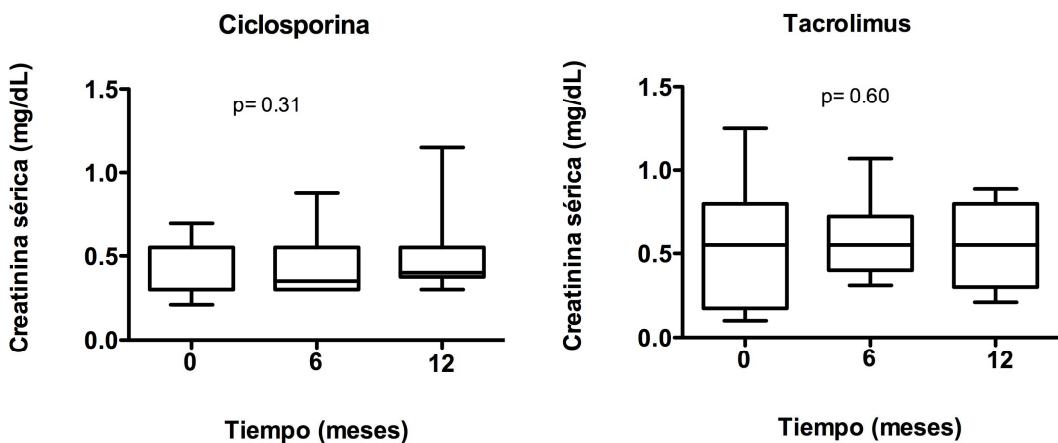 Ciclosporina
Creatinina sérica (mg/dL)
1.5
1.0
0.5
0.0
p= 0.31
0 6 12
Tiempo (meses)
Tacrolimus
Creatinina sérica (mg/dL)
1.5
1.0
0.5
0.0
p= 0.60
0 6 12
Tiempo (meses)